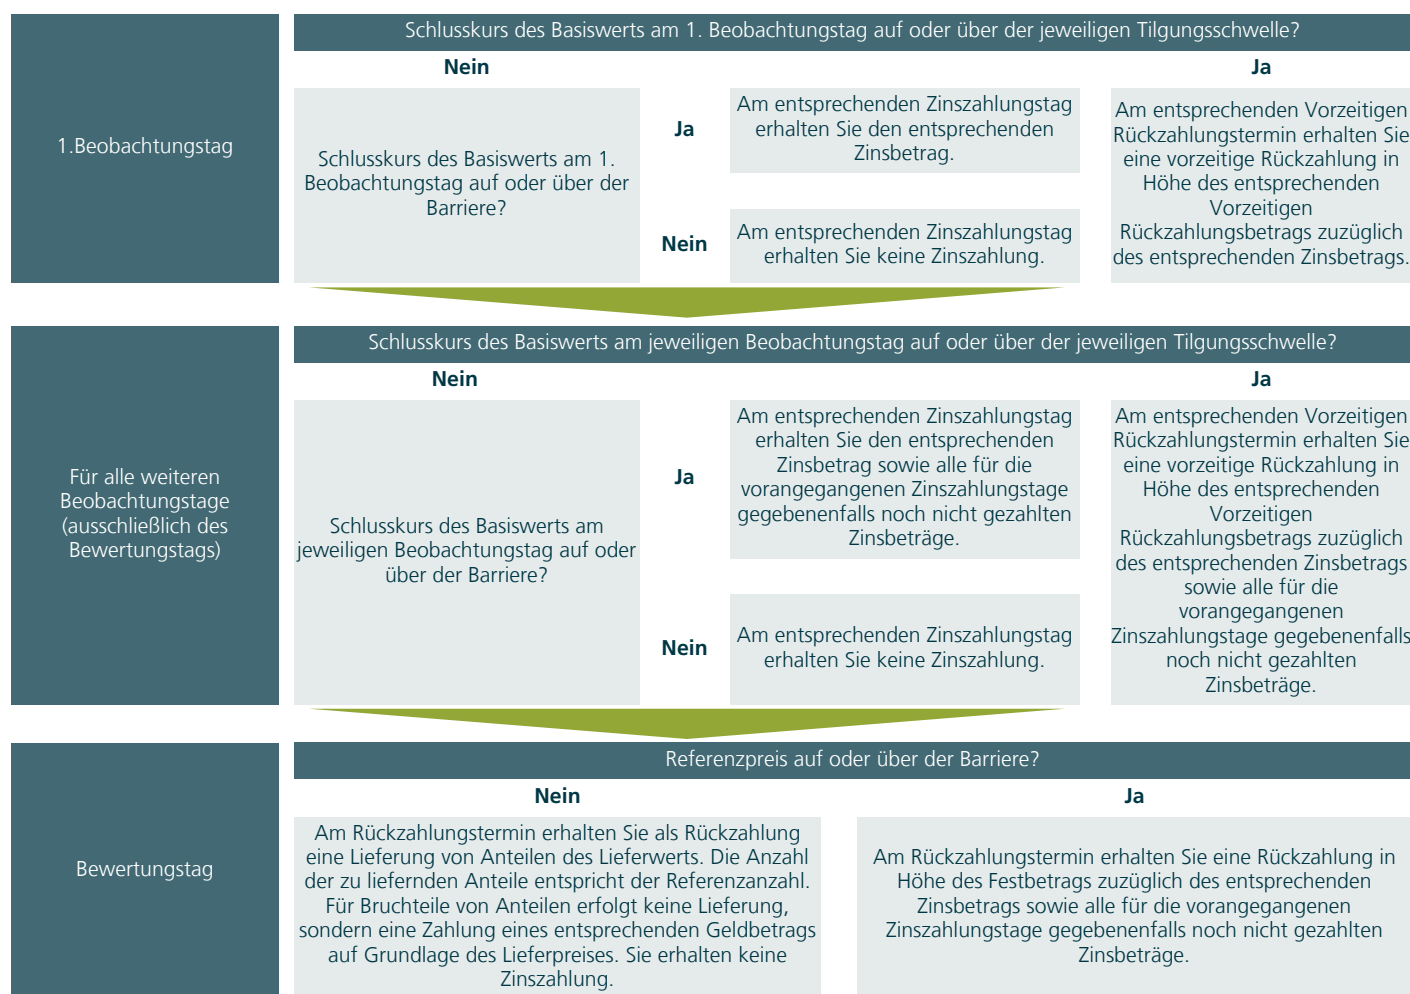 Schlusskurs des Basiswerts am 1. Beobachtungstag auf oder über der jeweiligen Tilgungsschwelle?
Nein
Ja
1.Beobachtungstag
Schlusskurs des Basiswerts am 1.
Beobachtungstag auf oder über der
Barriere?
Ja
Am entsprechenden Zinszahlungstag
erhalten Sie den entsprechenden
Zinsbetrag.
Nein
Am entsprechenden Zinszahlungstag
erhalten Sie keine Zinszahlung.
Am entsprechenden Vorzeitigen
Rückzahlungstermin erhalten Sie
eine vorzeitige Rückzahlung in
Höhe des entsprechenden
Vorzeitigen
Rückzahlungsbetrags zuzüglich
des entsprechenden Zinsbetrags.
Schlusskurs des Basiswerts am jeweiligen Beobachtungstag auf oder über der jeweiligen Tilgungsschwelle?
Nein
Ja
Für alle weiteren
Beobachtungstage
(ausschließlich des
Bewertungstags)
Schlusskurs des Basiswerts am
jeweiligen Beobachtungstag auf oder
über der Barriere?
Ja
Am entsprechenden Zinszahlungstag
erhalten Sie den entsprechenden
Zinsbetrag sowie alle für die
vorangegangenen Zinszahlungstage
gegebenenfalls noch nicht gezahlten
Zinsbeträge.
Nein
Am entsprechenden Zinszahlungstag
erhalten Sie keine Zinszahlung.
Am entsprechenden Vorzeitigen
Rückzahlungstermin erhalten Sie
eine vorzeitige Rückzahlung in
Höhe des entsprechenden
Vorzeitigen
Rückzahlungsbetrags zuzüglich
des entsprechenden Zinsbetrags
sowie alle für die
vorangegangenen
Zinszahlungstage gegebenenfalls
noch nicht gezahlten
Zinsbeträge.
Referenzpreis auf oder über der Barriere?
Nein
Ja
Bewertungstag
Am Rückzahlungstermin erhalten Sie als Rückzahlung
eine Lieferung von Anteilen des Lieferwerts. Die Anzahl
der zu liefernden Anteile entspricht der Referenzanzahl.
Für Bruchteile von Anteilen erfolgt keine Lieferung,
sondern eine Zahlung eines entsprechenden Geldbetrags
auf Grundlage des Lieferpreises. Sie erhalten keine
Zinszahlung.
Am Rückzahlungstermin erhalten Sie eine Rückzahlung in
Höhe des Festbetrags zuzüglich des entsprechenden
Zinsbetrags sowie alle für die vorangegangenen
Zinszahlungstage gegebenenfalls noch nicht gezahlten
Zinsbeträge.